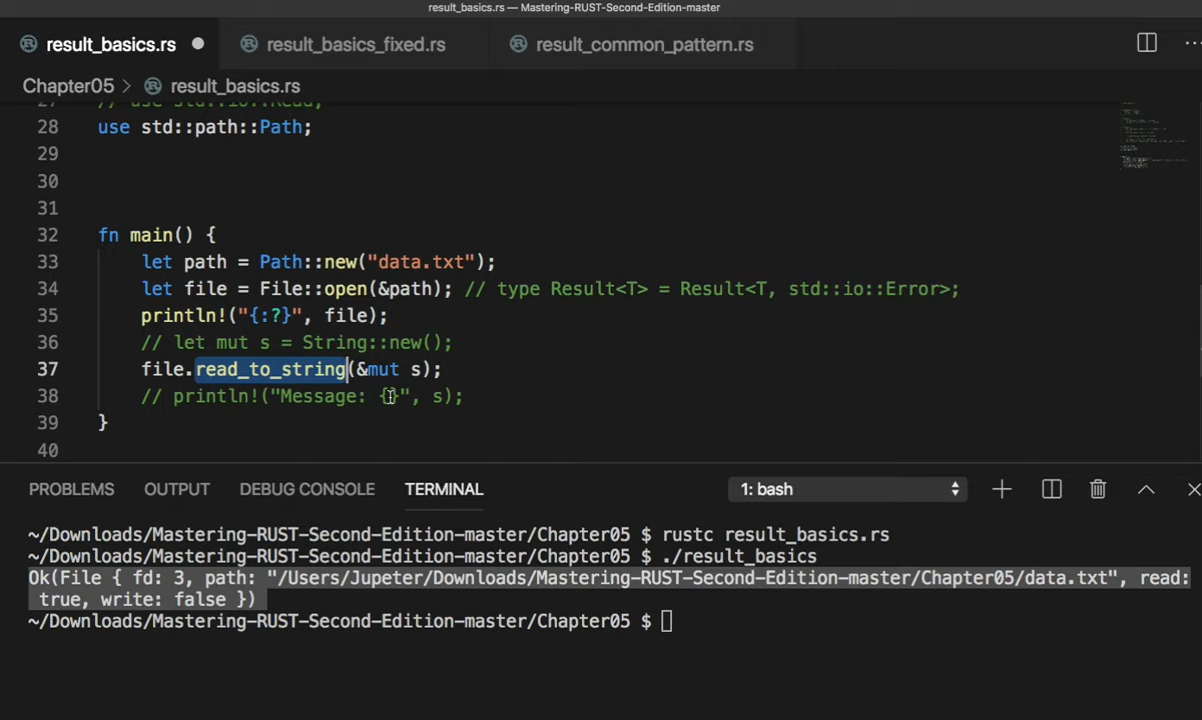 result_basics.rs — Mastering-RUST-Second-Edition-master
result_basics.rs result_basics_fixed.rs result_common_pattern.rs
Chapter05 > result_basics.rs
27 // use std::io::Read;
28 use std::path::Path;
29
30
31
32 fn main() {
33 let path = Path::new("data.txt");
34 let file = File::open(&path); // type Result<T> = Result<T, std::io::Error>;
35 println!("{:?}", file);
36 // let mut s = String::new();
37 file.read_to_string(&mut s);
38 // println!("Message: {}", s);
39 }
40
PROBLEMS OUTPUT DEBUG CONSOLE TERMINAL 1: bash
~/Downloads/Mastering-RUST-Second-Edition-master/Chapter05 $ rustc result_basics.rs
~/Downloads/Mastering-RUST-Second-Edition-master/Chapter05 $ ./result_basics
Ok(File { fd: 3, path: "/Users/Jupeter/Downloads/Mastering-RUST-Second-Edition-master/Chapter05/data.txt", read:
true, write: false })
~/Downloads/Mastering-RUST-Second-Edition-master/Chapter05 $